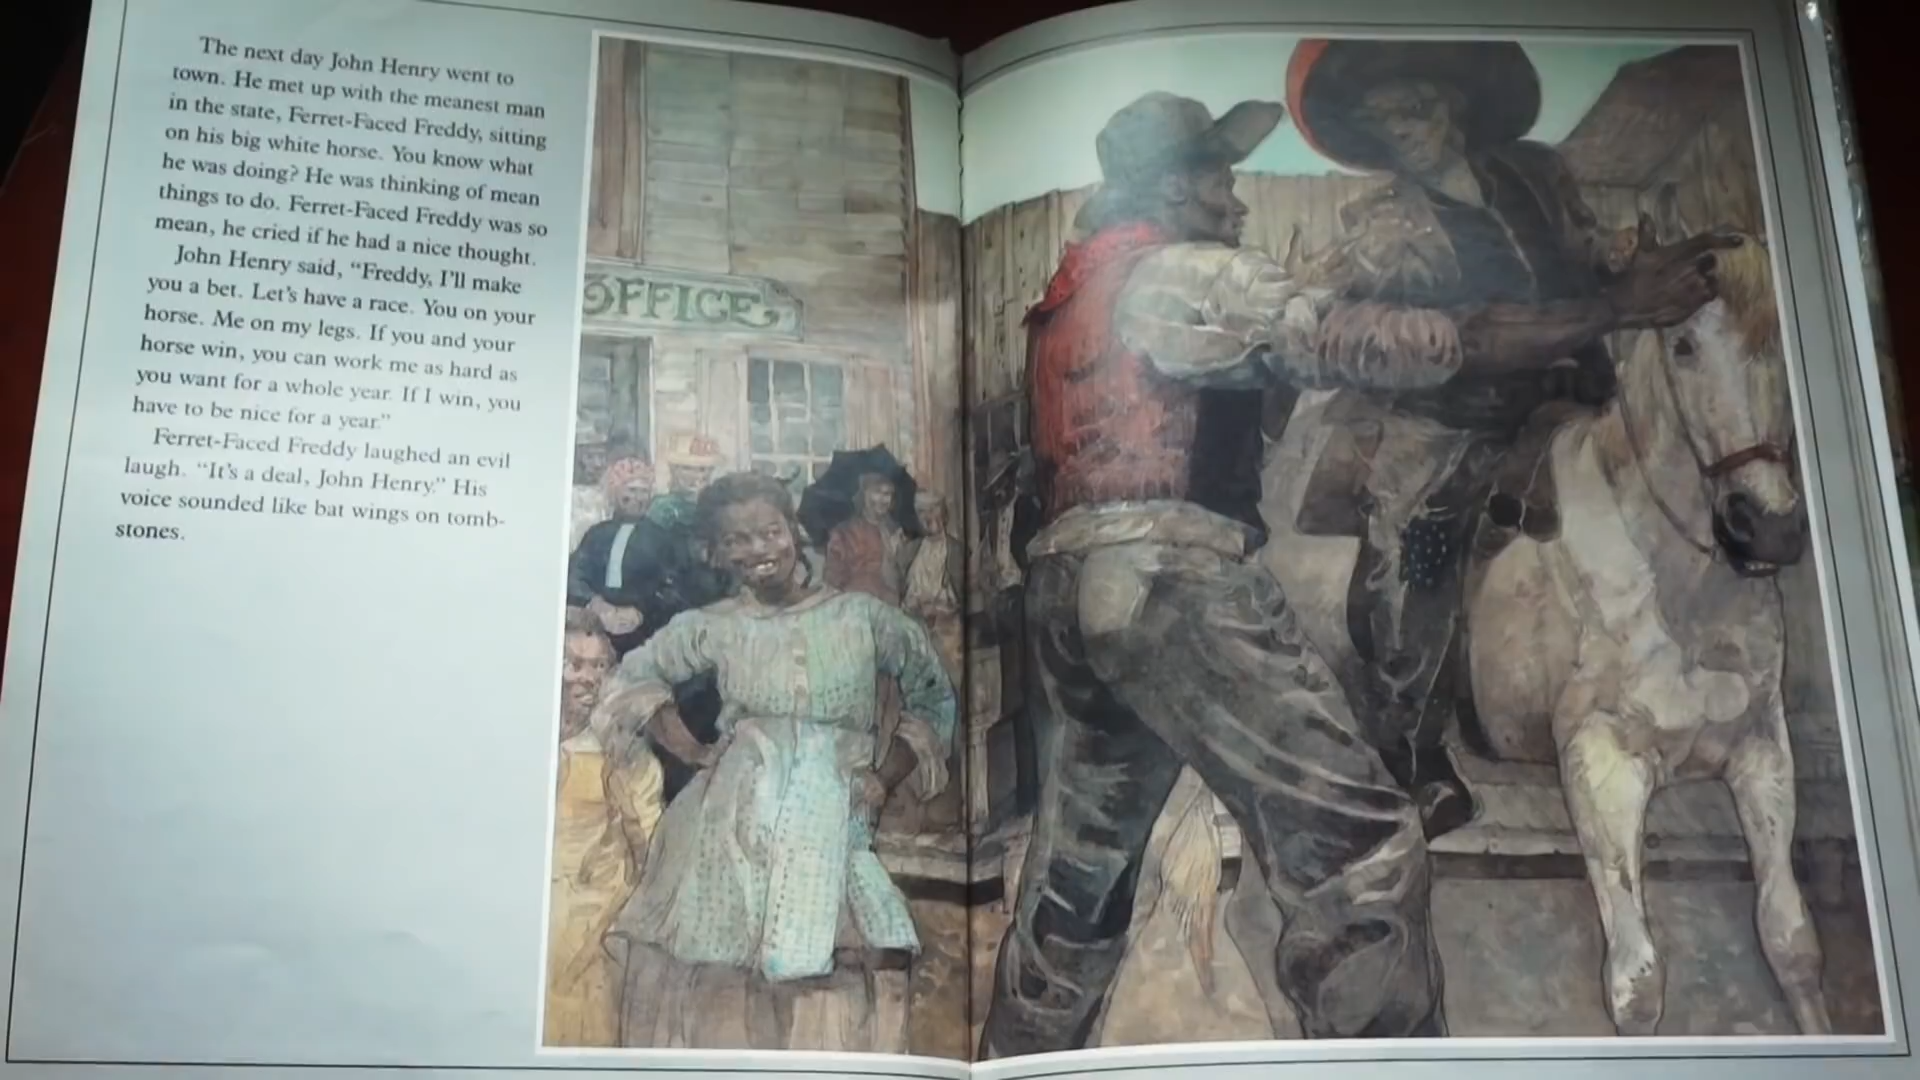 The next day John Henry went to
town. He met up with the meanest man
in the state, Ferret-Faced Freddy, sitting
on his big white horse. You know what
he was doing? He was thinking of mean
things to do. Ferret-Faced Freddy was so
mean, he cried if he had a nice thought.
John Henry said, “Freddy, I’ll make
you a bet. Let’s have a race. You on your
horse. Me on my legs. If you and your
horse win, you can work me as hard as
you want for a whole year. If I win, you
have to be nice for a year.”
Ferret-Faced Freddy laughed an evil
laugh. “It’s a deal, John Henry.” His
voice sounded like bat wings on tomb-
stones.
OFFICE